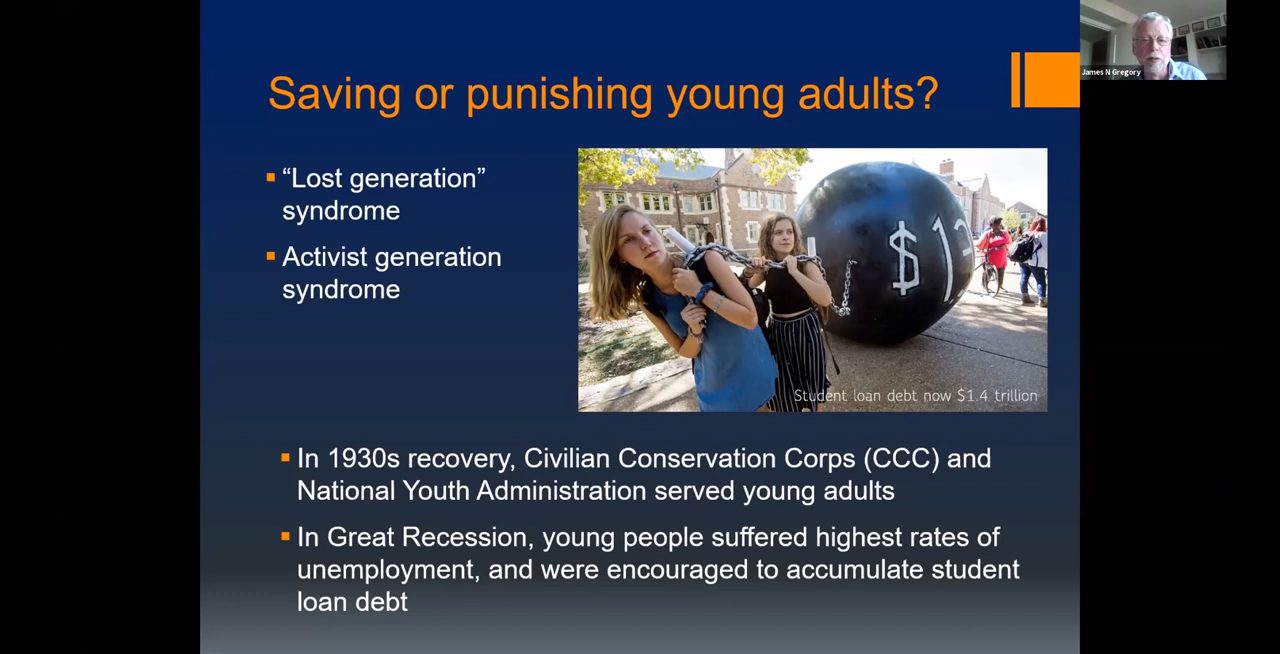 James N Gregory
Saving or punishing young adults?
“Lost generation”
syndrome
Activist generation
syndrome
Student loan debt now $1.4 trillion
In 1930s recovery, Civilian Conservation Corps (CCC) and
National Youth Administration served young adults
In Great Recession, young people suffered highest rates of
unemployment, and were encouraged to accumulate student
loan debt